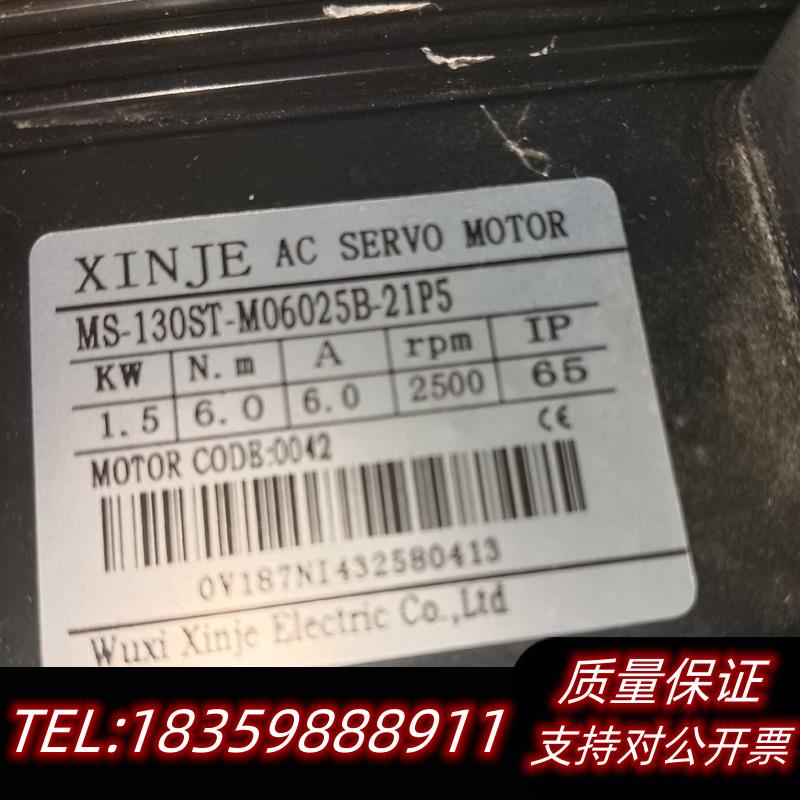 XINJE AC SERVO MOTOR
MS-130ST-M06025B-21P5
KW N.m A rpm IP
1.5 6.0 6.0 2500 65
CE
MOTOR CODE:0042
0V187NI432580413
Wuxi Xinje Electric Co.,Ltd
质量保证
TEL:18359888911
支持对公开票